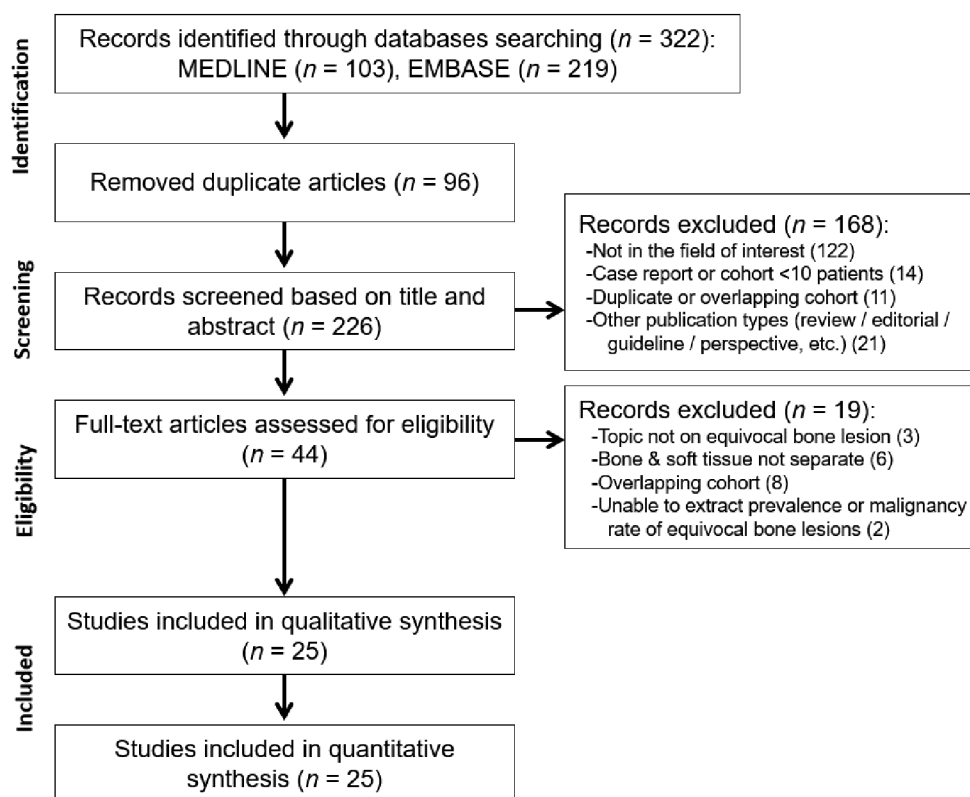 Identification
Records identified through databases searching (n = 322):
MEDLINE (n = 103), EMBASE (n = 219)
Removed duplicate articles (n = 96)
Screening
Records screened based on title and
abstract (n = 226)
Records excluded (n = 168):
-Not in the field of interest (122)
-Case report or cohort <10 patients (14)
-Duplicate or overlapping cohort (11)
-Other publication types (review / editorial /
guideline / perspective, etc.) (21)
Eligibility
Full-text articles assessed for eligibility
(n = 44)
Records excluded (n = 19):
-Topic not on equivocal bone lesion (3)
-Bone & soft tissue not separate (6)
-Overlapping cohort (8)
-Unable to extract prevalence or malignancy
rate of equivocal bone lesions (2)
Included
Studies included in qualitative synthesis
(n = 25)
Studies included in quantitative
synthesis (n = 25)